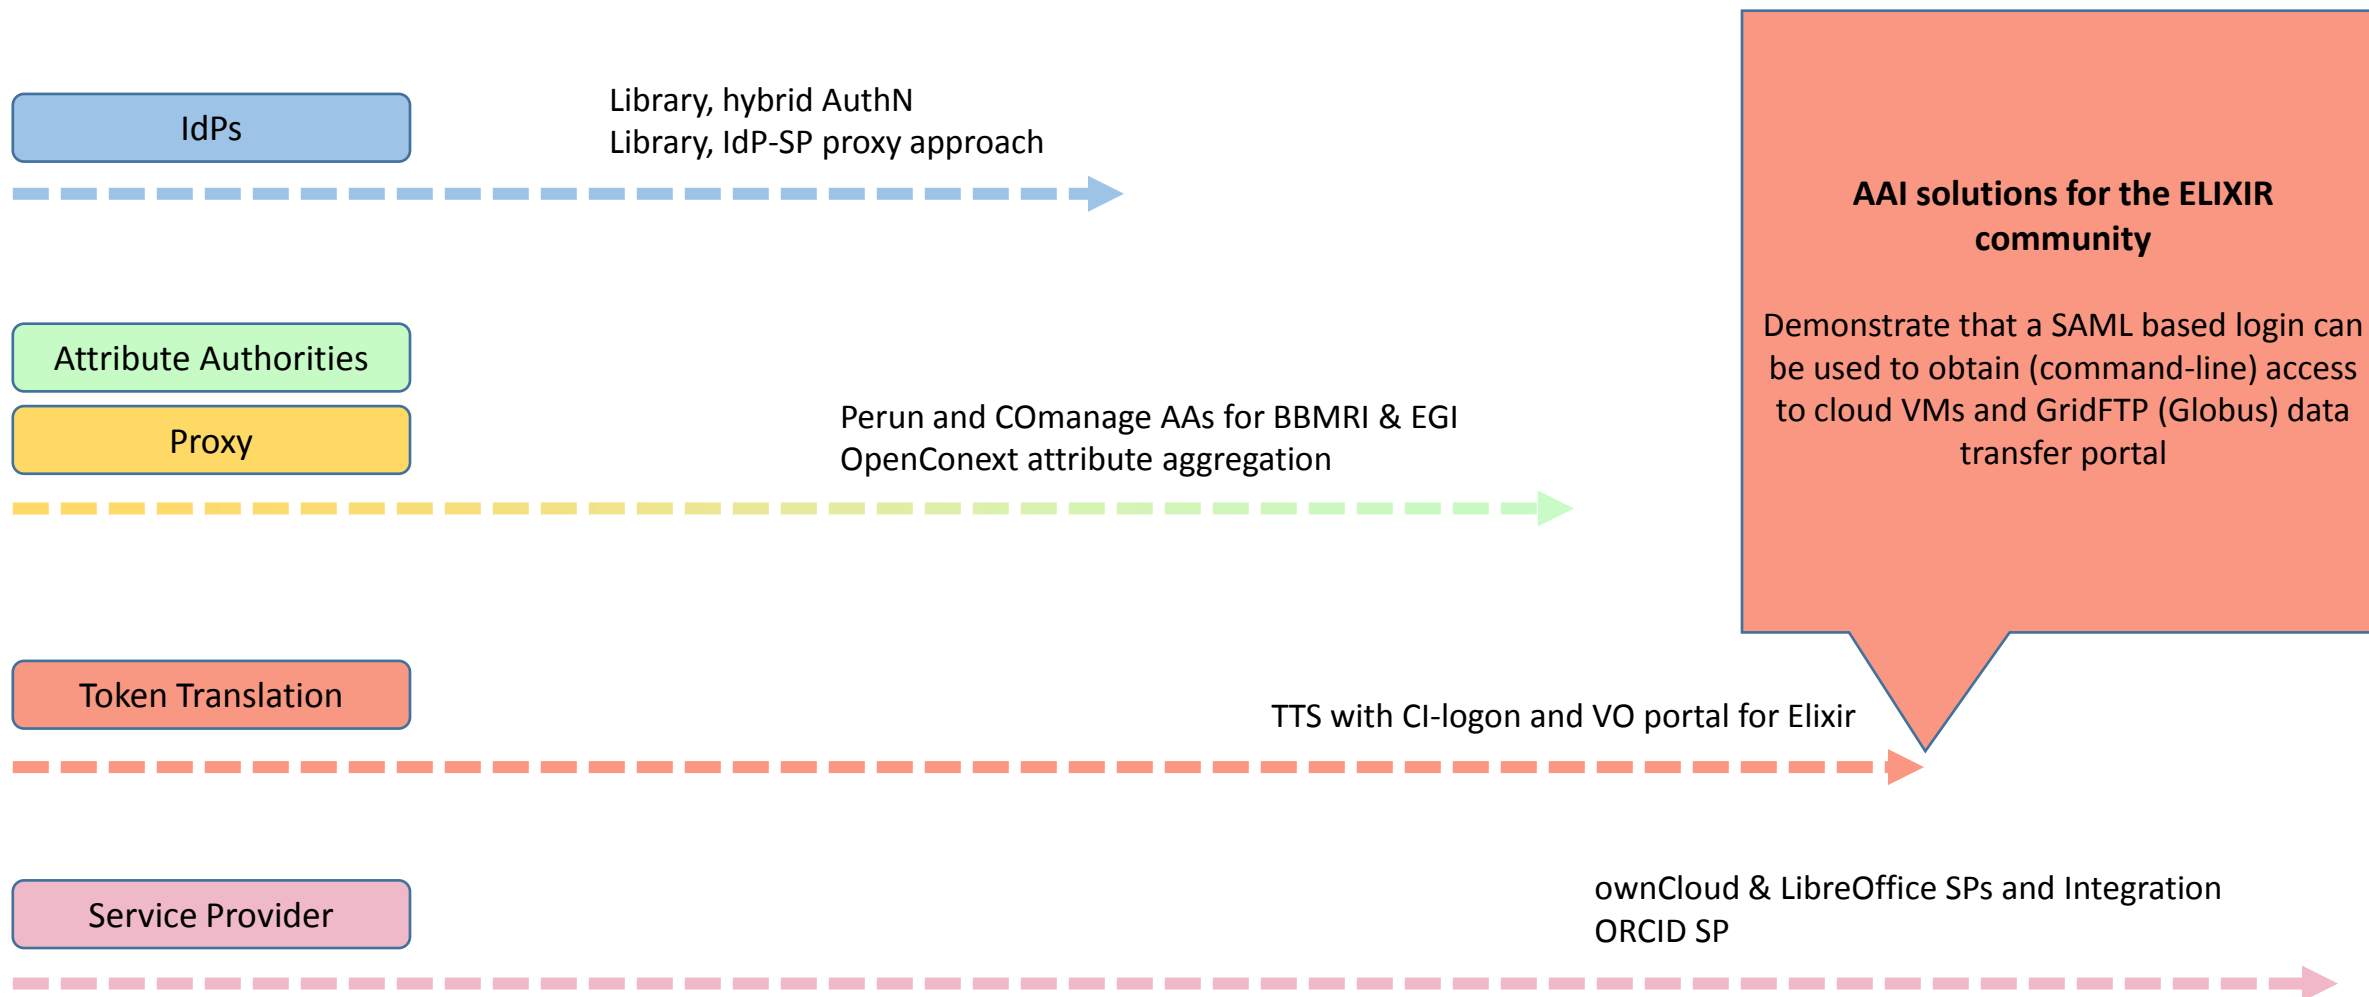 IdPs
Library, hybrid AuthN
Library, IdP-SP proxy approach
AAI solutions for the ELIXIR
community
Demonstrate that a SAML based login can
be used to obtain (command-line) access
to cloud VMs and GridFTP (Globus) data
transfer portal
Attribute Authorities
Proxy
Perun and COmanage AAs for BBMRI & EGI
OpenConext attribute aggregation
Token Translation
TTS with CI-logon and VO portal for Elixir
Service Provider
ownCloud & LibreOffice SPs and Integration
ORCID SP